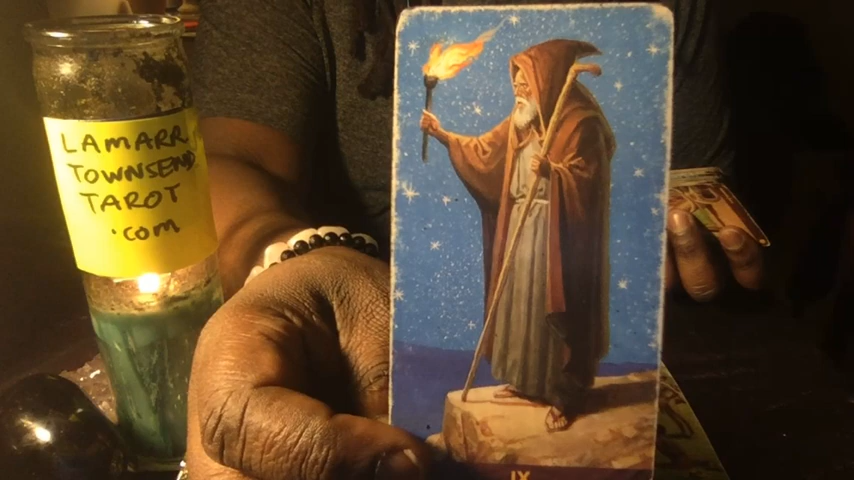 LAMARR
TOWNSEND
TAROT
.COM
IX